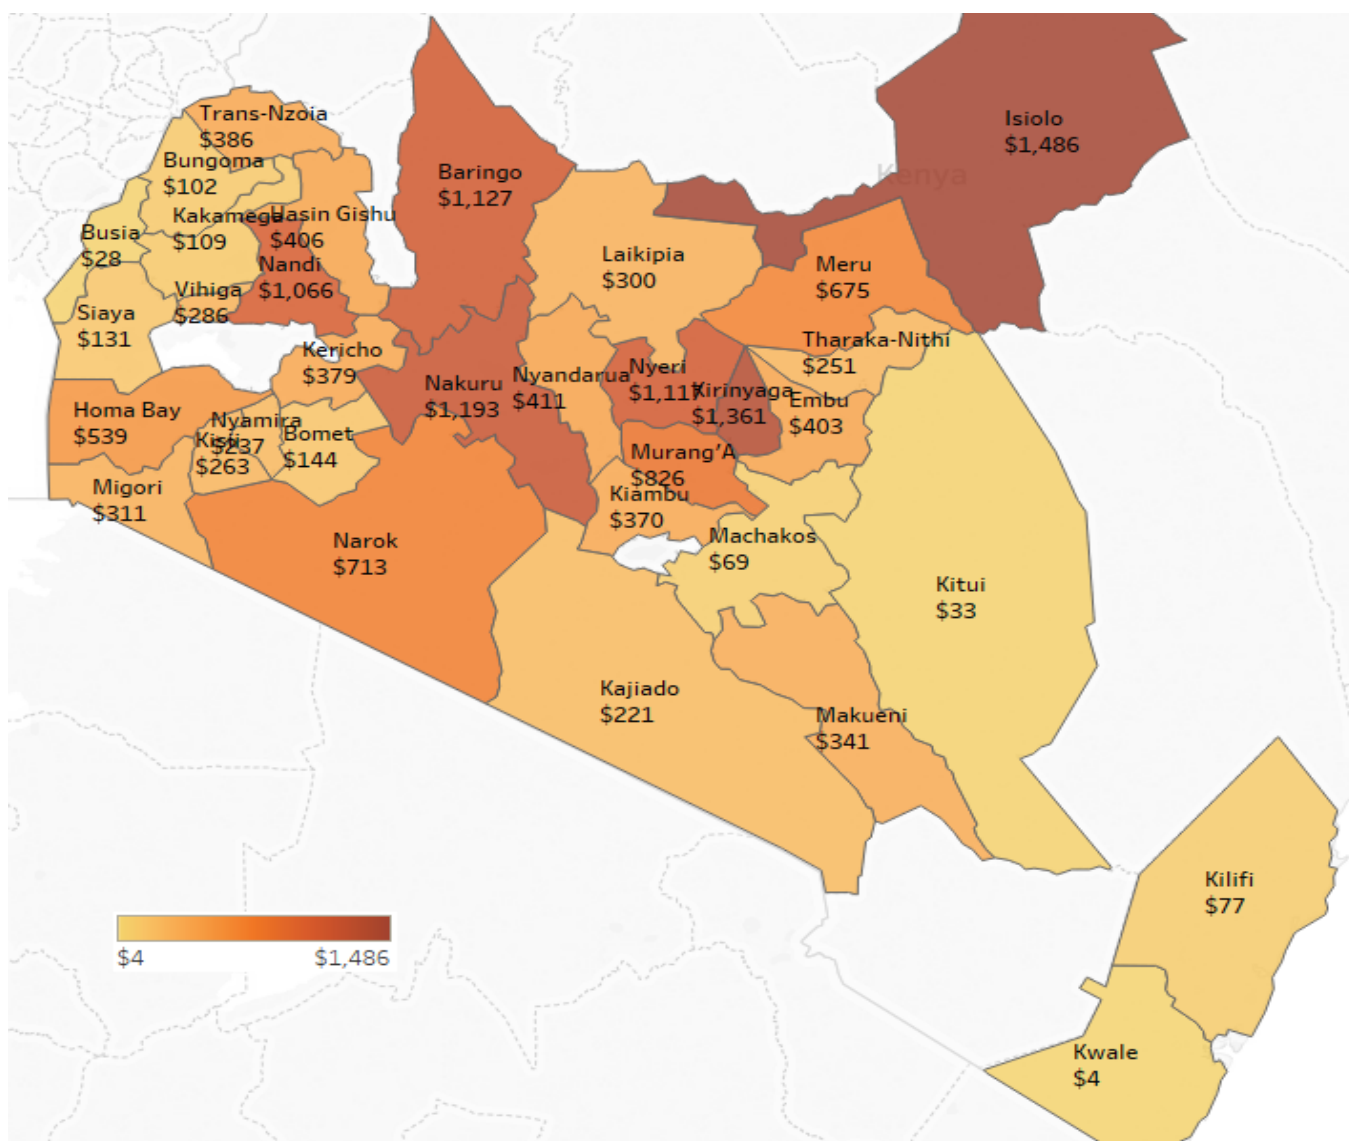 Trans-Nzoia
$386
Bungoma
$102
Kakamega
$109
Uasin Gishu
$406
Busia
$28
Nandi
$1,066
Vihiga
$286
Siaya
$131
Kericho
$379
Baringo
$1,127
Isiolo
$1,486
Kenya
Laikipia
$300
Meru
$675
Tharaka-Nithi
$251
Nakuru
$1,193
Nyandarua
$411
Nyeri
$1,117
Kirinyaga
$1,361
Embu
$403
Homa Bay
$539
Nyamira
$237
Kisii
$263
Bomet
$144
Murang'A
$826
Migori
$311
Kiambu
$370
Narok
$713
Machakos
$69
Kitui
$33
Kajiado
$221
Makueni
$341
Kilifi
$77
Kwale
$4
$4 $1,486